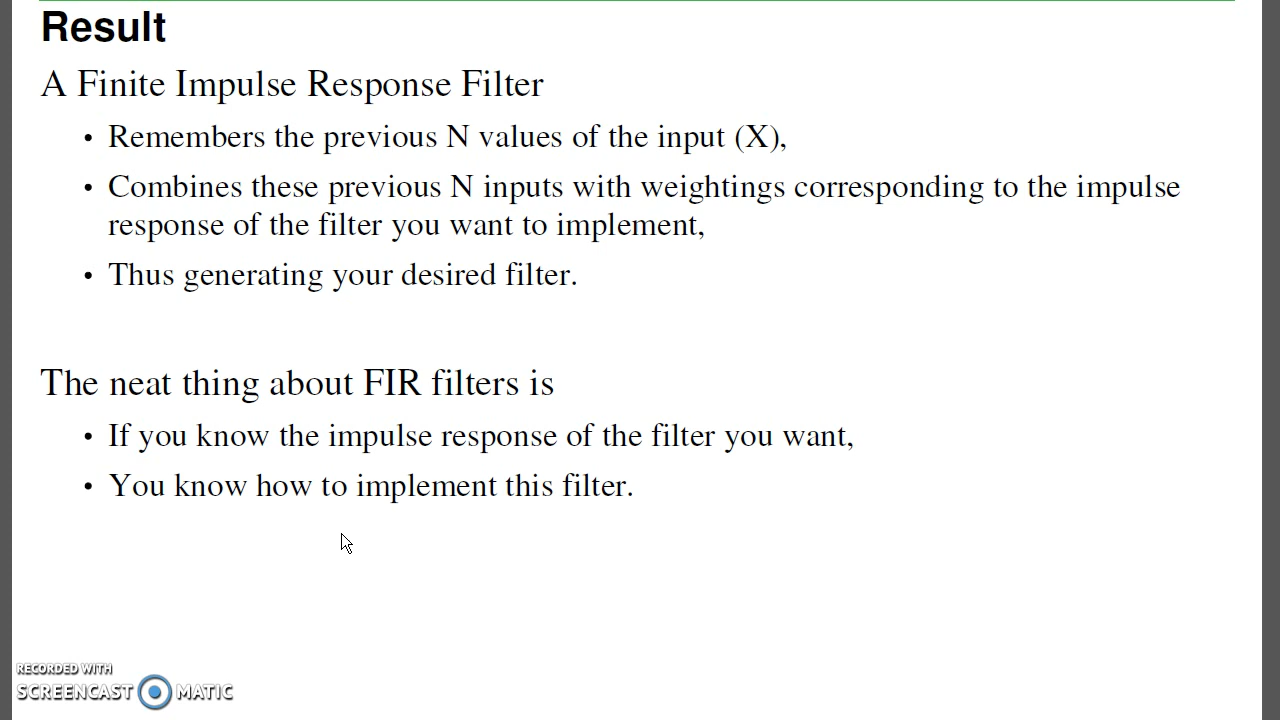 Result
A Finite Impulse Response Filter
• Remembers the previous N values of the input (X),
• Combines these previous N inputs with weightings corresponding to the impulse
response of the filter you want to implement,
• Thus generating your desired filter.
The neat thing about FIR filters is
• If you know the impulse response of the filter you want,
• You know how to implement this filter.
RECORDED WITH
SCREENCAST MATIC